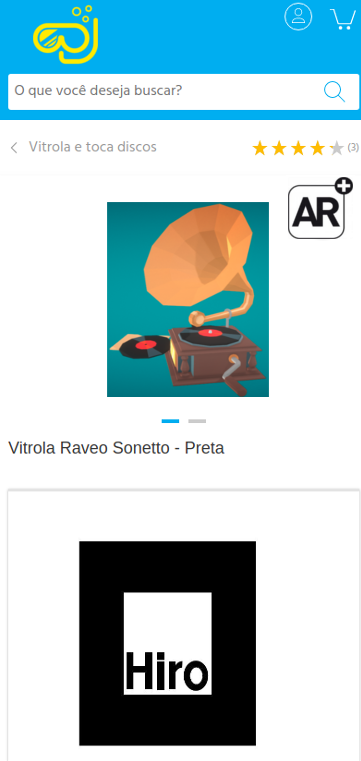 O que você deseja buscar?
Vitrola e toca discos
(3)
AR
Vitrola Raveo Sonetto - Preta
Hiro